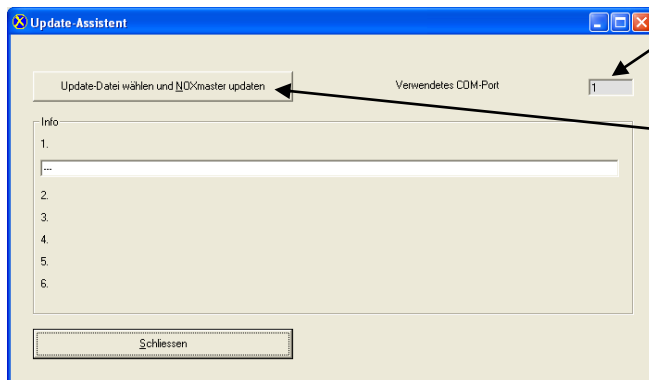 Update-Assistent
Update-Datei wählen und NOXmaster updaten
Verwendetes COM-Port
1
Info
1.
---
2.
3.
4.
5.
6.
Schliessen